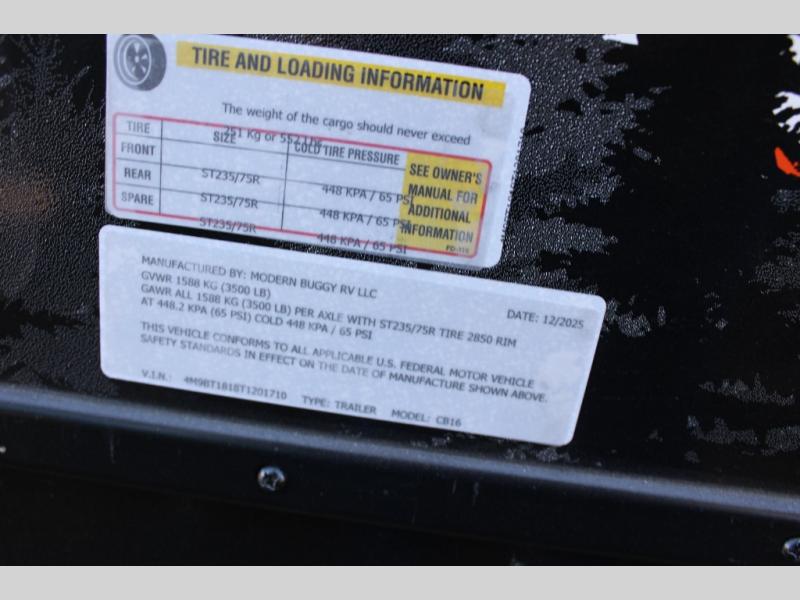 TIRE AND LOADING INFORMATION
The weight of the cargo should never exceed
251 Kg or 552 Lbs.
TIRE SIZE COLD TIRE PRESSURE
FRONT ST235/75R 448 KPA / 65 PSI
REAR ST235/75R 448 KPA / 65 PSI
SPARE ST235/75R 448 KPA / 65 PSI
SEE OWNER'S
MANUAL FOR
ADDITIONAL
INFORMATION
MANUFACTURED BY: MODERN BUGGY RV LLC
DATE: 12/2025
GVWR 1588 KG (3500 LB)
GAWR ALL 1588 KG (3500 LB) PER AXLE WITH ST235/75R TIRE 2850 RIM
AT 448.2 KPA (65 PSI) COLD 448 KPA / 65 PSI
THIS VEHICLE CONFORMS TO ALL APPLICABLE U.S. FEDERAL MOTOR VEHICLE
SAFETY STANDARDS IN EFFECT ON THE DATE OF MANUFACTURE SHOWN ABOVE.
V.I.N.: 4M9BT1818T1201710 TYPE: TRAILER MODEL: CB16